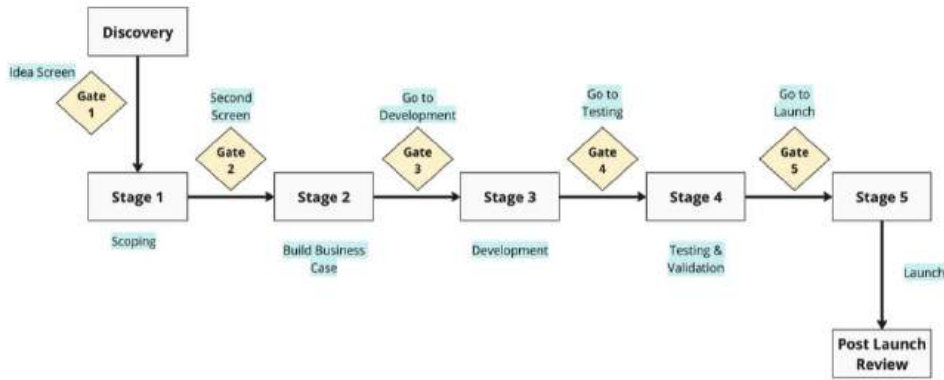 Discovery
Idea Screen
Gate
1
Second
Screen
Gate
2
Go to
Development
Gate
3
Go to
Testing
Gate
4
Go to
Launch
Gate
5
Stage 1
Stage 2
Stage 3
Stage 4
Stage 5
Scoping
Build Business
Case
Development
Testing &
Validation
Launch
Post Launch
Review